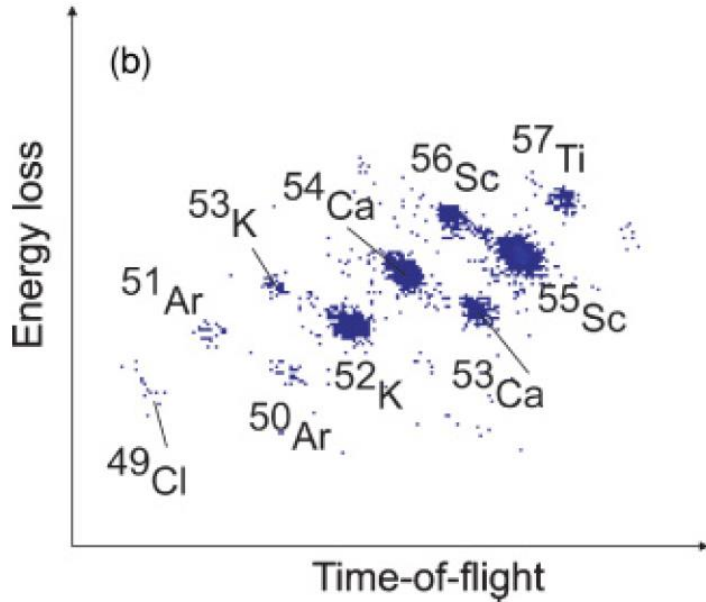 (b)
Energy loss
57Ti
56Sc
54Ca
53K
51Ar
55Sc
53Ca
52K
50Ar
49Cl
Time-of-flight